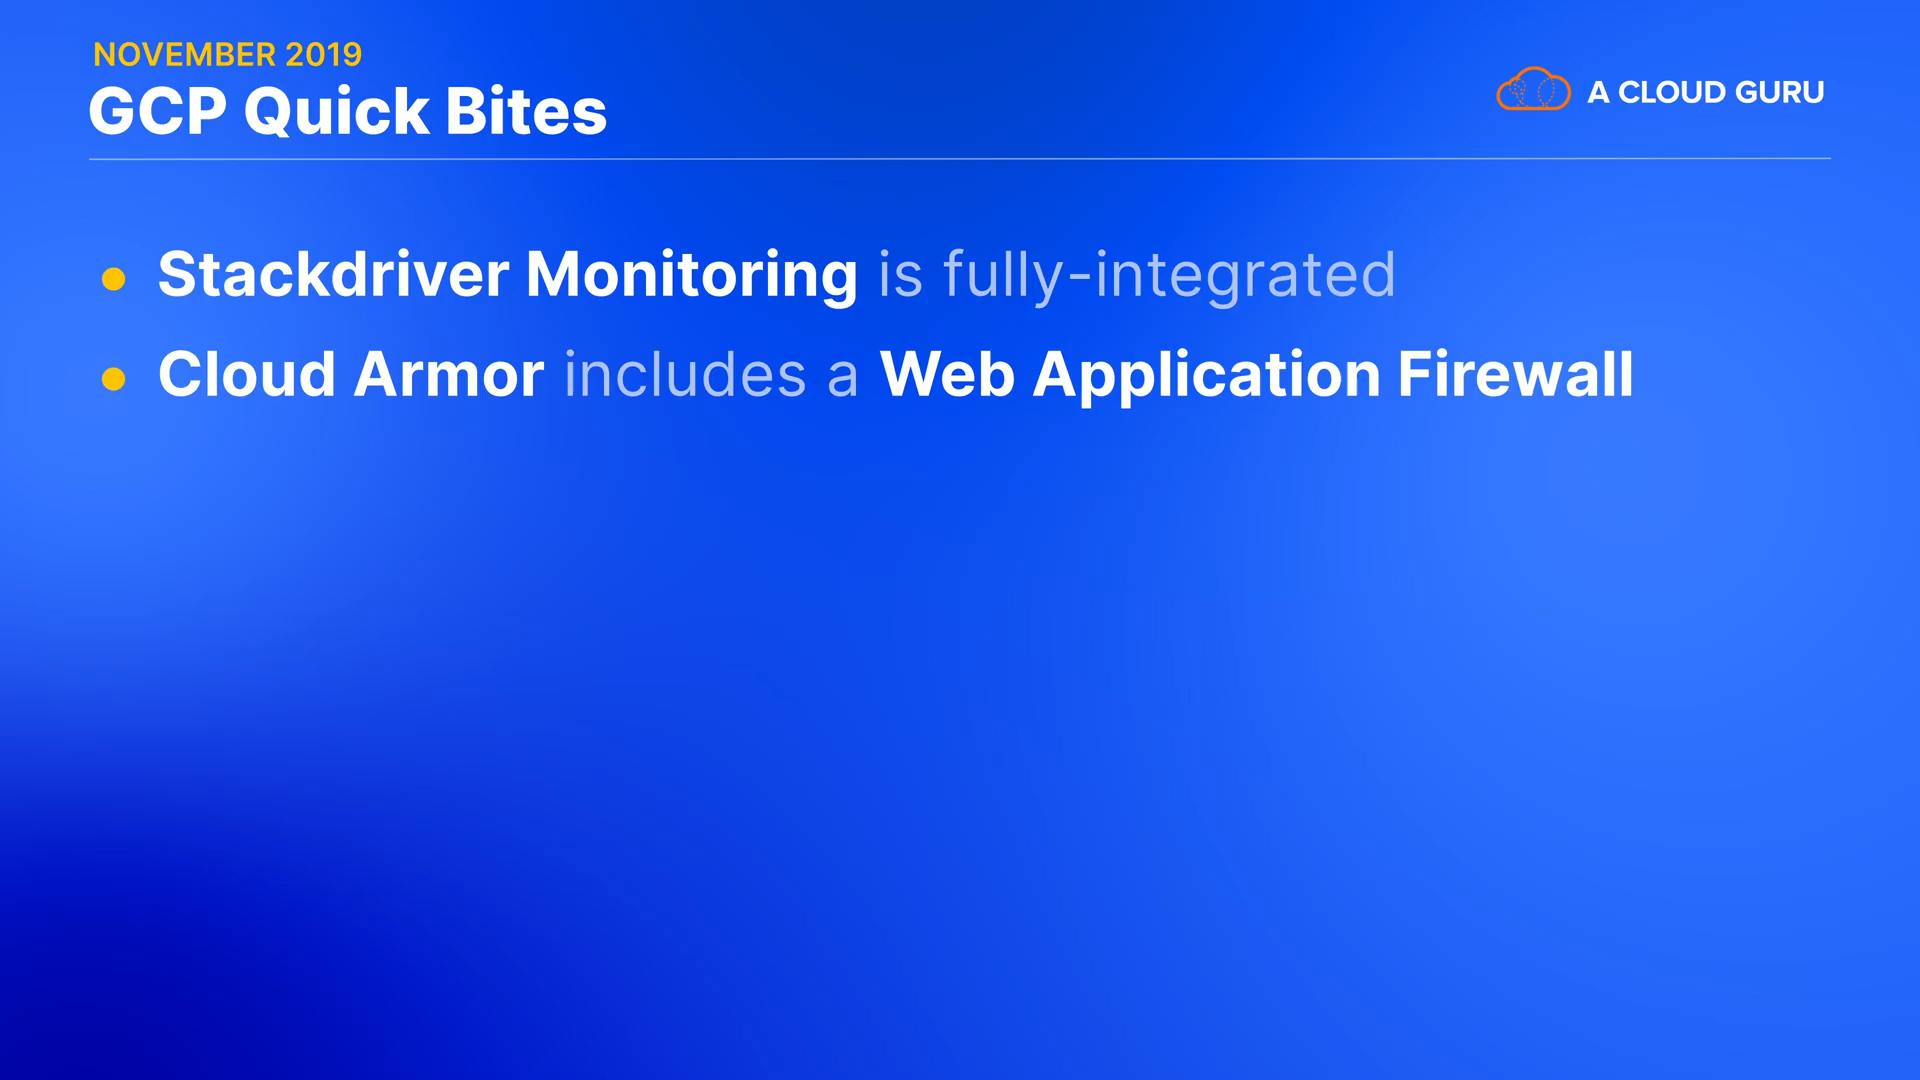 NOVEMBER 2019
GCP Quick Bites
A CLOUD GURU
Stackdriver Monitoring is fully-integrated
Cloud Armor includes a Web Application Firewall